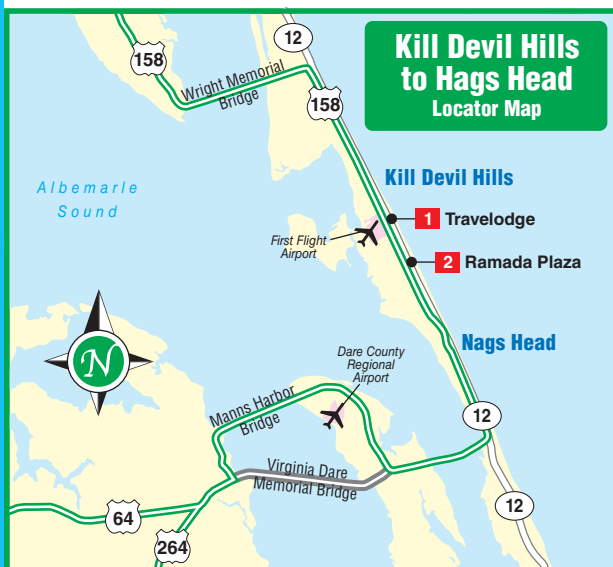 Kill Devil Hills
to Hags Head
Locator Map
12
158
Wright Memorial
Bridge
158
Albemarle
Sound
Kill Devil Hills
1 Travelodge
First Flight
Airport
2 Ramada Plaza
Nags Head
N
Dare County
Regional
Airport
Manns Harbor
Bridge
12
Virginia Dare
Memorial Bridge
64
12
264